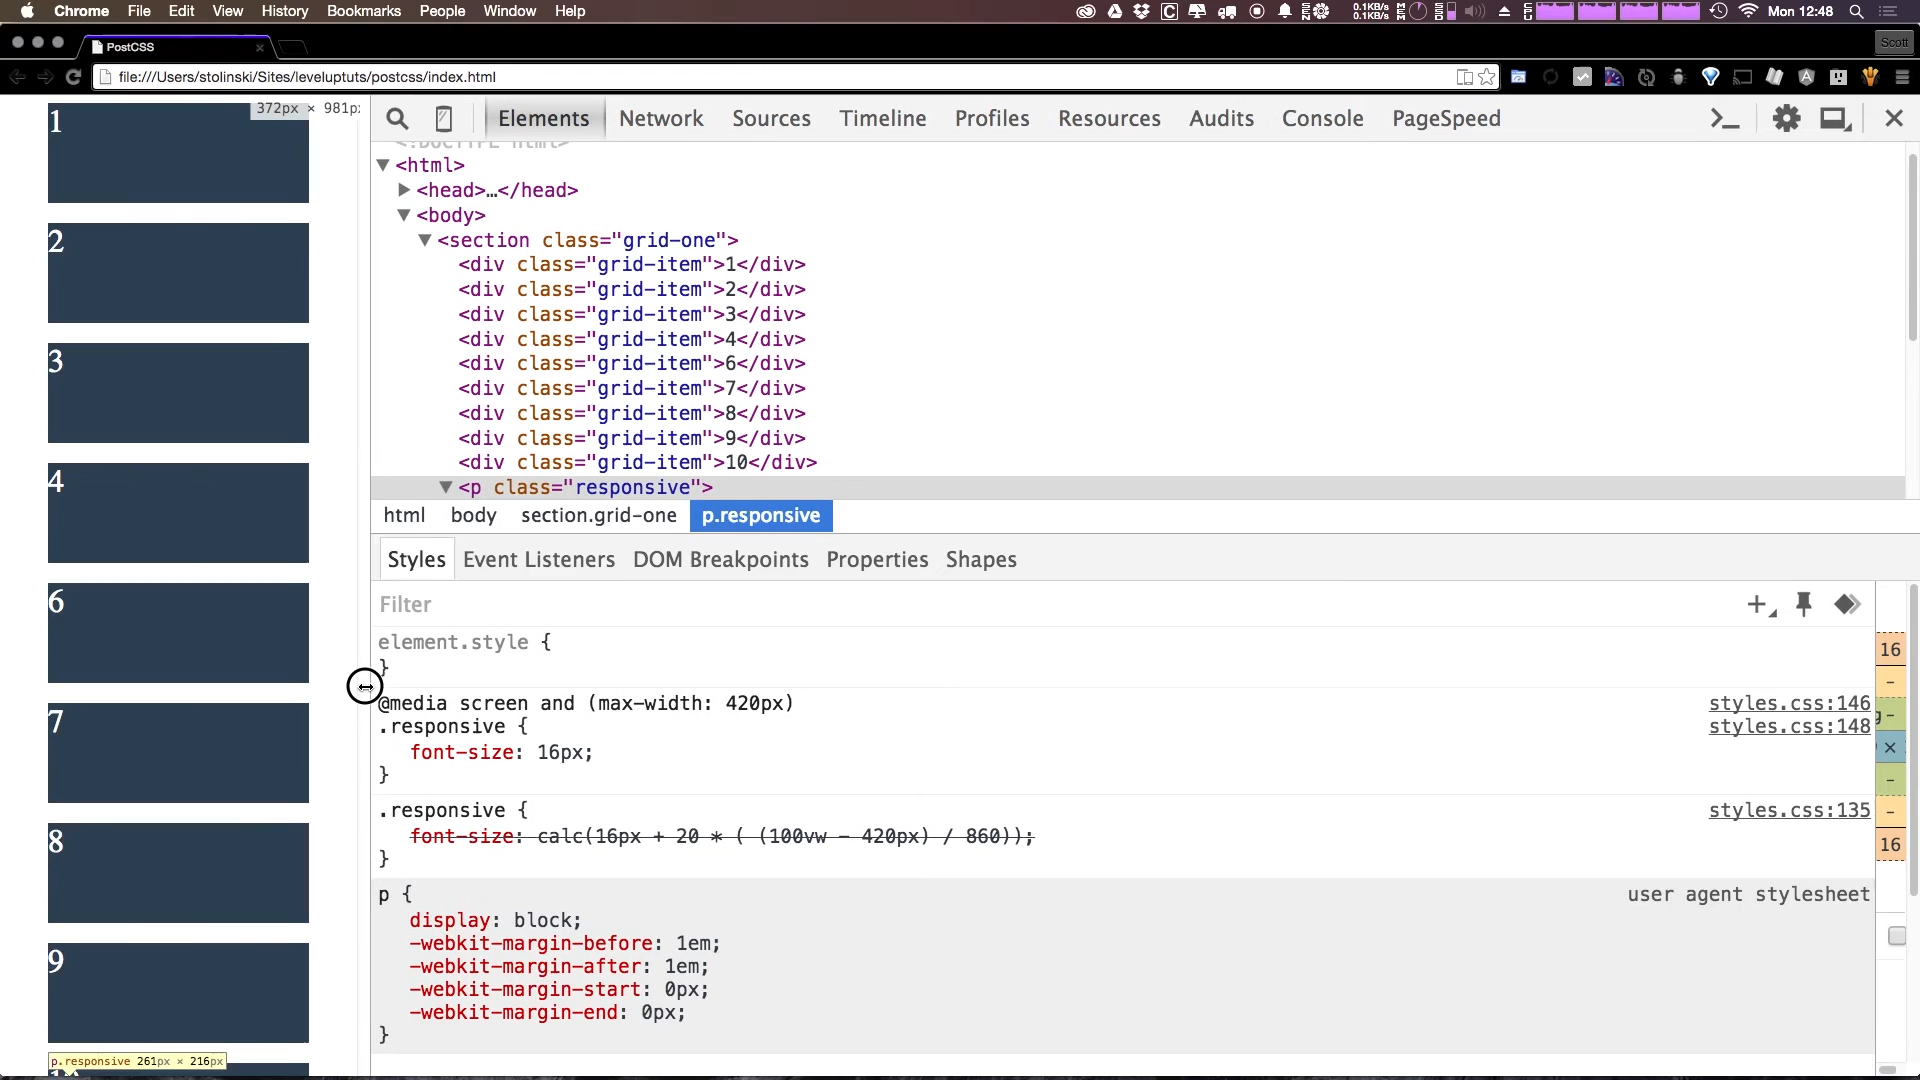 Chrome File Edit View History Bookmarks People Window Help 0.1KB/s 0.1KB/s Mon 12:48
PostCSS Scott
file:///Users/stolinski/Sites/leveluptuts/postcss/index.html
372px × 981p
Elements Network Sources Timeline Profiles Resources Audits Console PageSpeed
<!DOCTYPE html>
<html>
<head>…</head>
<body>
<section class="grid-one">
<div class="grid-item">1</div>
<div class="grid-item">2</div>
<div class="grid-item">3</div>
<div class="grid-item">4</div>
<div class="grid-item">6</div>
<div class="grid-item">7</div>
<div class="grid-item">8</div>
<div class="grid-item">9</div>
<div class="grid-item">10</div>
<p class="responsive">
html body section.grid-one p.responsive
Styles Event Listeners DOM Breakpoints Properties Shapes
Filter
element.style {
}
@media screen and (max-width: 420px) styles.css:146
.responsive { styles.css:148
font-size: 16px;
}
.responsive { styles.css:135
font-size: calc(16px + 20 * ( (100vw - 420px) / 860));
}
p { user agent stylesheet
display: block;
-webkit-margin-before: 1em;
-webkit-margin-after: 1em;
-webkit-margin-start: 0px;
-webkit-margin-end: 0px;
}
16
-
-
×
-
-
16
1
2
3
4
6
7
8
9
p.responsive 261px × 216px